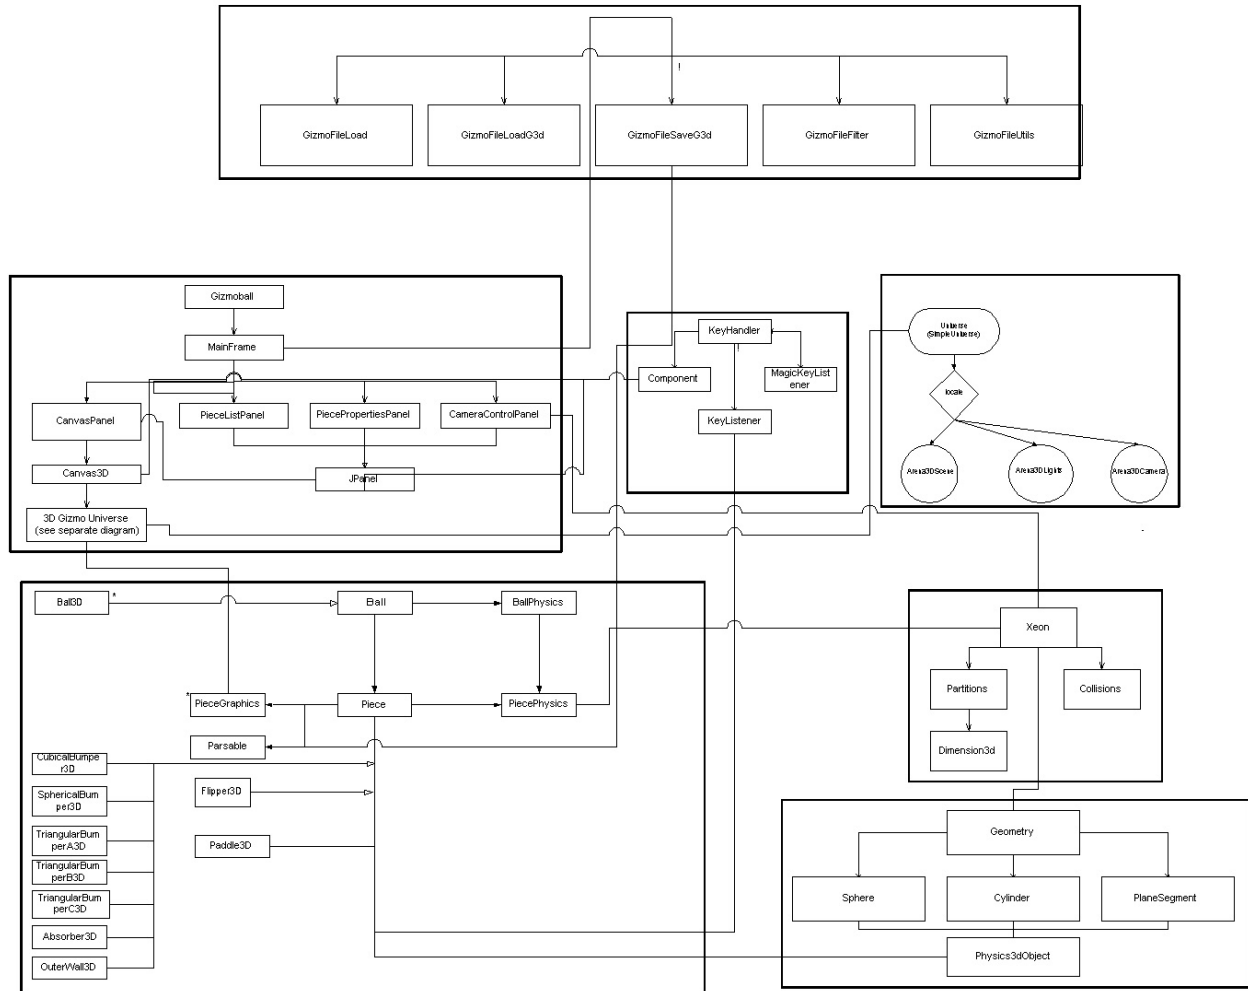 GizmoFileLoad
GizmoFileLoadG3d
GizmoFileSaveG3d
GizmoFileFilter
GizmoFileUtils
Gizmoball
MainFrame
CanvasPanel
PieceListPanel
PiecePropertiesPanel
CameraControlPanel
Canvas3D
JPanel
3D Gizmo Universe
(see separate diagram)
KeyHandler
Component
MagicKeyList
ener
KeyListener
Universe
(SimpleUniverse)
locale
Arena3DScene
Arena3DLights
Arena3DCamera
Ball3D
*
Ball
BallPhysics
*
PieceGraphics
Piece
PiecePhysics
Parsable
CubicalBumpe
r3D
SphericalBum
per3D
Flipper3D
TriangularBum
perA3D
Paddle3D
TriangularBum
perB3D
TriangularBum
perC3D
Absorber3D
OuterWall3D
Xeon
Partitions
Collisions
Dimension3d
Geometry
Sphere
Cylinder
PlaneSegment
Physics3dObject